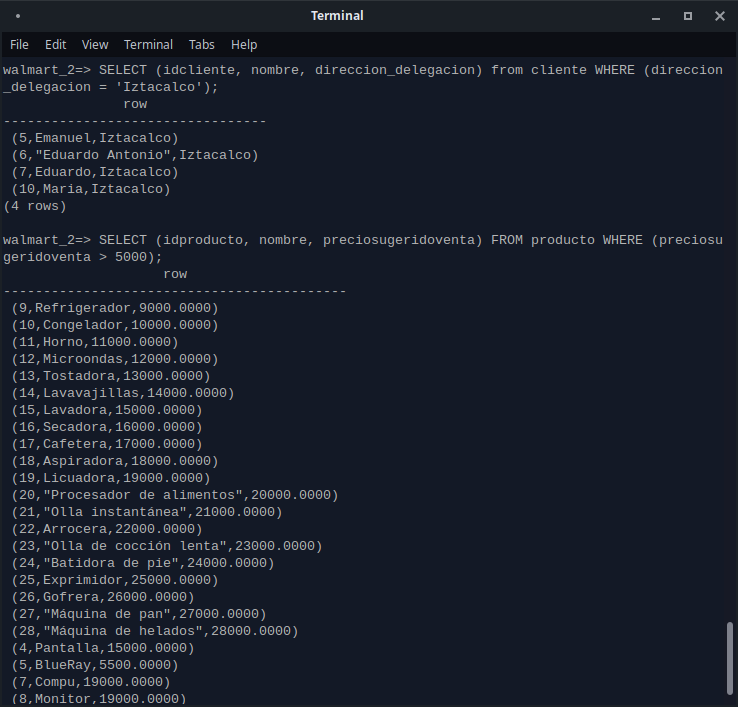 Terminal
File Edit View Terminal Tabs Help
walmart_2=> SELECT (idcliente, nombre, direccion_delegacion) from cliente WHERE (direccion
_delegacion = 'Iztacalco');
row
---------------------------------
(5,Emanuel,Iztacalco)
(6,"Eduardo Antonio",Iztacalco)
(7,Eduardo,Iztacalco)
(10,Maria,Iztacalco)
(4 rows)
walmart_2=> SELECT (idproducto, nombre, preciosugeridoventa) FROM producto WHERE (preciosu
geridoventa > 5000);
row
-------------------------------------------
(9,Refrigerador,9000.0000)
(10,Congelador,10000.0000)
(11,Horno,11000.0000)
(12,Microondas,12000.0000)
(13,Tostadora,13000.0000)
(14,Lavavajillas,14000.0000)
(15,Lavadora,15000.0000)
(16,Secadora,16000.0000)
(17,Cafetera,17000.0000)
(18,Aspiradora,18000.0000)
(19,Licuadora,19000.0000)
(20,"Procesador de alimentos",20000.0000)
(21,"Olla instantánea",21000.0000)
(22,Arrocera,22000.0000)
(23,"Olla de cocción lenta",23000.0000)
(24,"Batidora de pie",24000.0000)
(25,Exprimidor,25000.0000)
(26,Gofrera,26000.0000)
(27,"Máquina de pan",27000.0000)
(28,"Máquina de helados",28000.0000)
(4,Pantalla,15000.0000)
(5,BlueRay,5500.0000)
(7,Compu,19000.0000)
(8,Monitor,19000.0000)